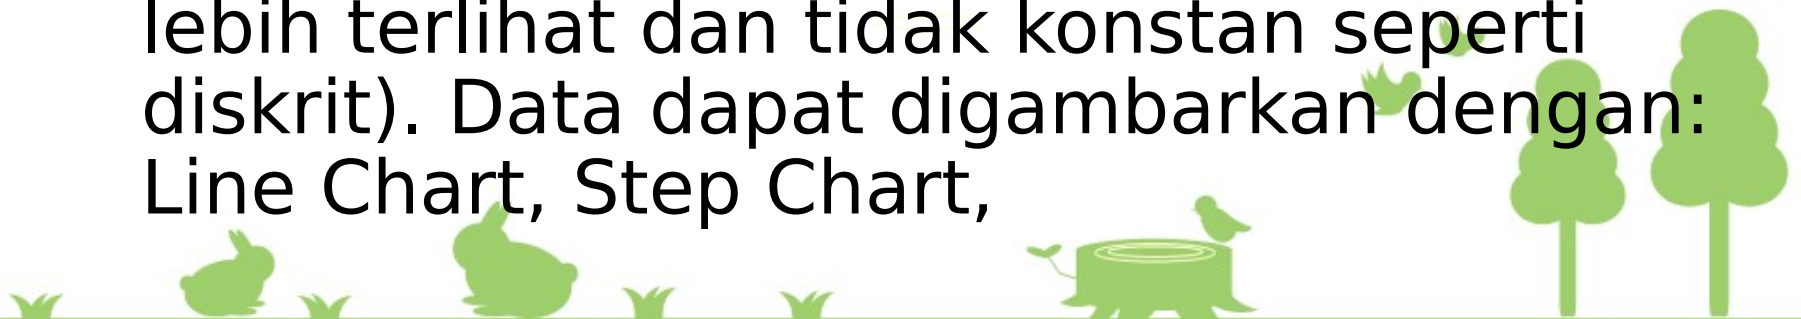 lebih terlihat dan tidak konstan seperti
diskrit). Data dapat digambarkan dengan:
Line Chart, Step Chart,